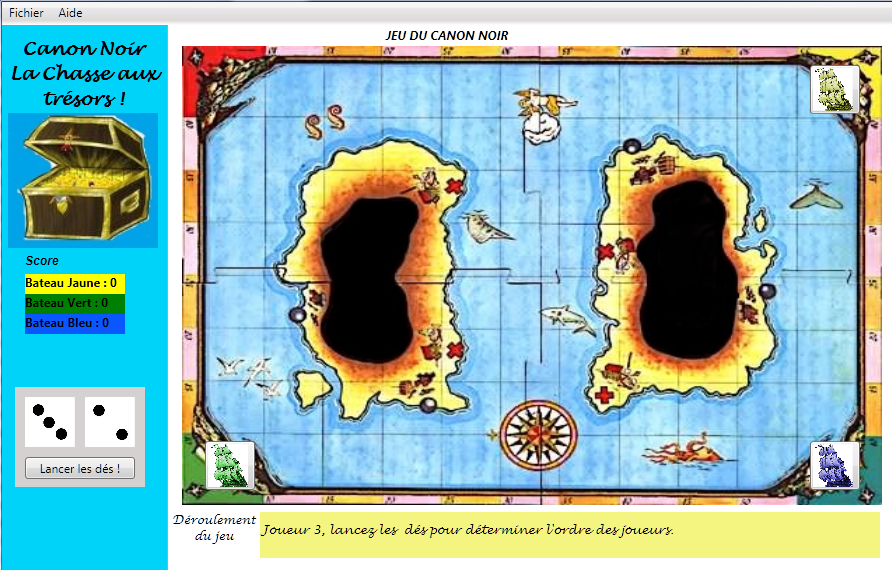 Fichier Aide
JEU DU CANON NOIR
Canon Noir
La Chasse aux
trésors !
Score
Bateau Jaune : 0
Bateau Vert : 0
Bateau Bleu : 0
Lancer les dés !
Déroulement
du jeu
Joueur 3, lancez les dés pour déterminer l'ordre des joueurs.